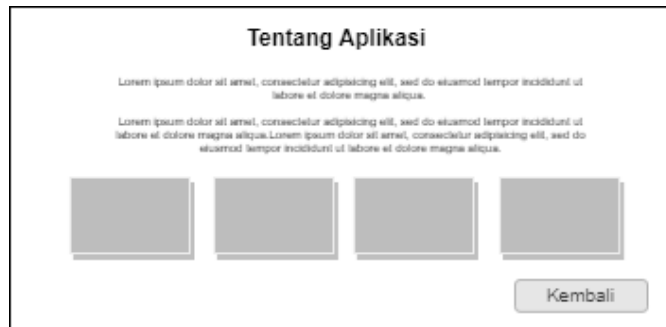 Tentang Aplikasi
Lorem ipsum dolor sit amet, consectetur adipisicing elit, sed do eiusmod tempor incididunt ut
labore et dolore magna aliqua.
Lorem ipsum dolor sit amet, consectetur adipisicing elit, sed do eiusmod tempor incididunt ut
labore et dolore magna aliqua.Lorem ipsum dolor sit amet, consectetur adipisicing elit, sed do
eiusmod tempor incididunt ut labore et dolore magna aliqua.
Kembali